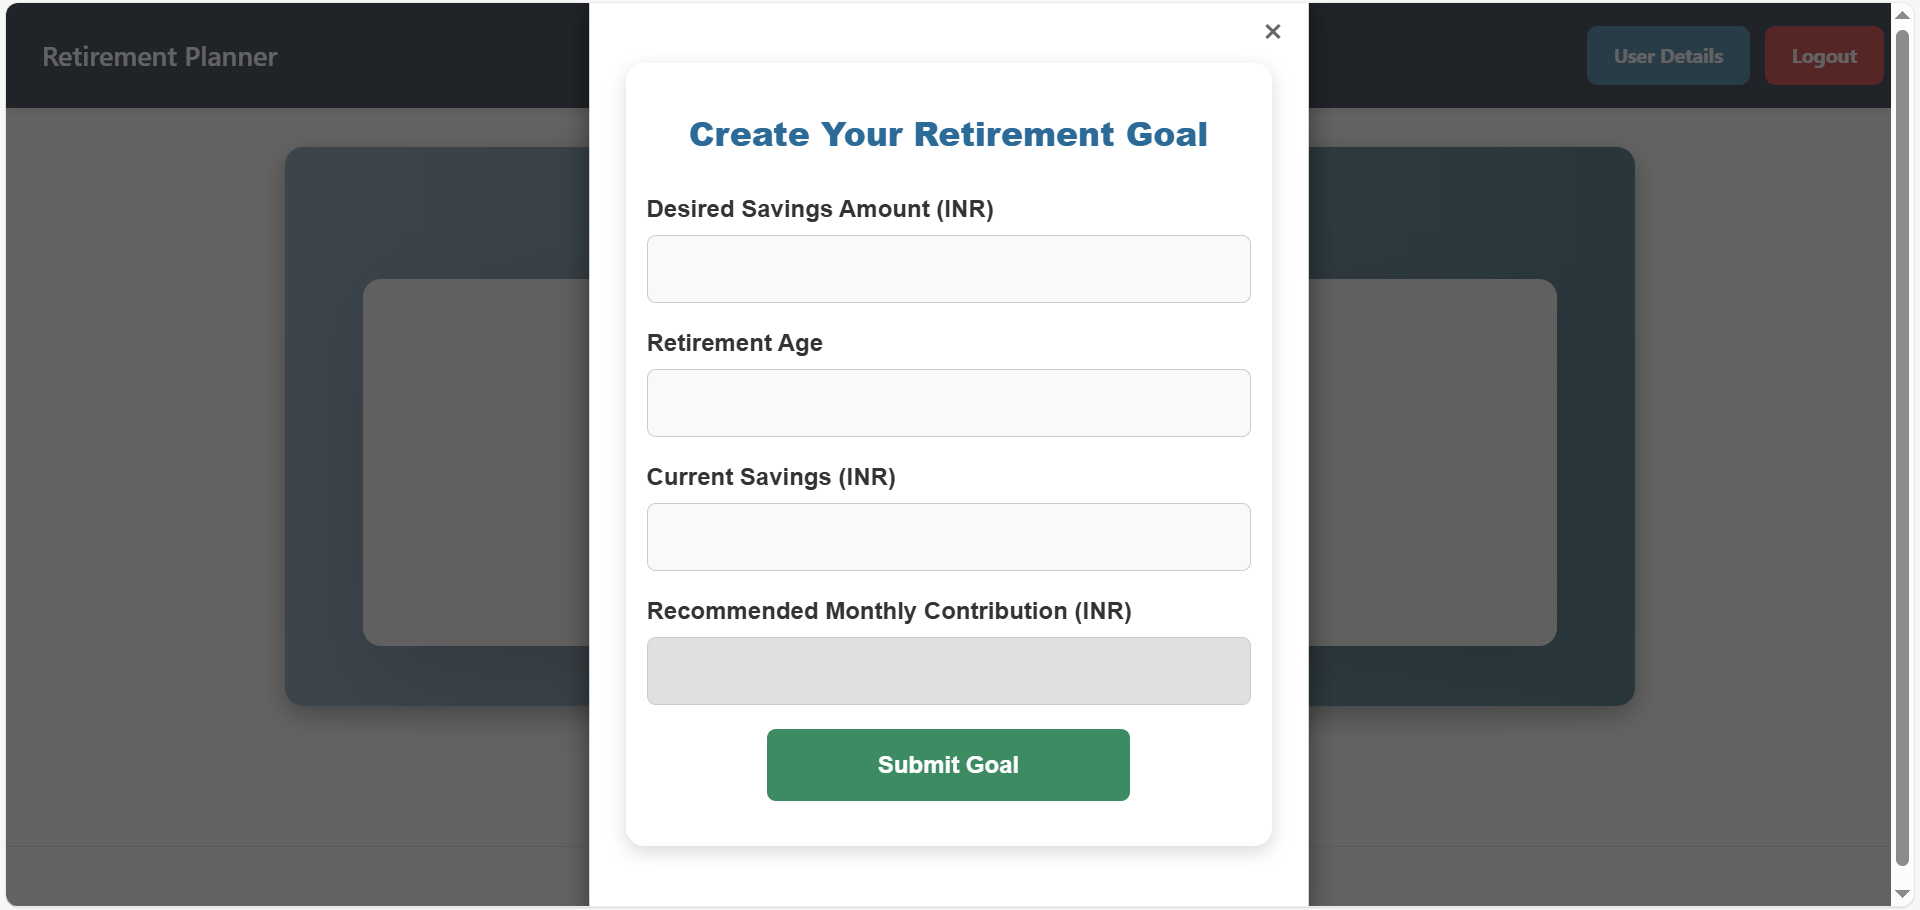 Retirement Planner
User Details
Logout
×
Create Your Retirement Goal
Desired Savings Amount (INR)
Retirement Age
Current Savings (INR)
Recommended Monthly Contribution (INR)
Submit Goal